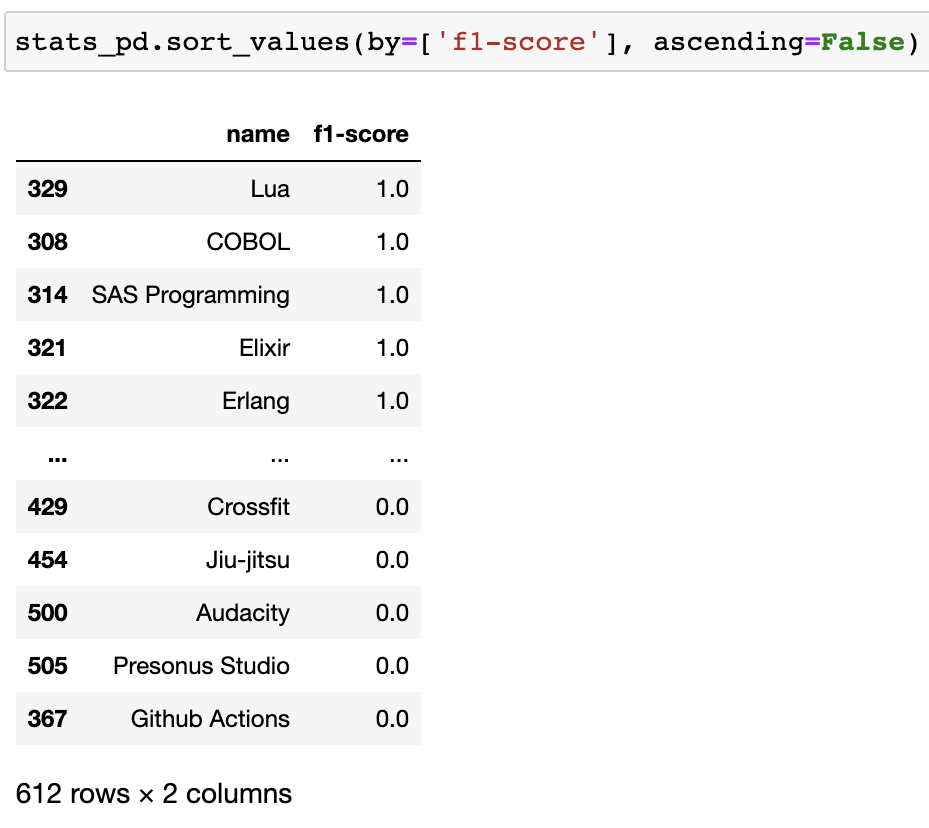 stats_pd.sort_values(by=['f1-score'], ascending=False)
name f1-score
329 Lua 1.0
308 COBOL 1.0
314 SAS Programming 1.0
321 Elixir 1.0
322 Erlang 1.0
... ... ...
429 Crossfit 0.0
454 Jiu-jitsu 0.0
500 Audacity 0.0
505 Presonus Studio 0.0
367 Github Actions 0.0
612 rows × 2 columns